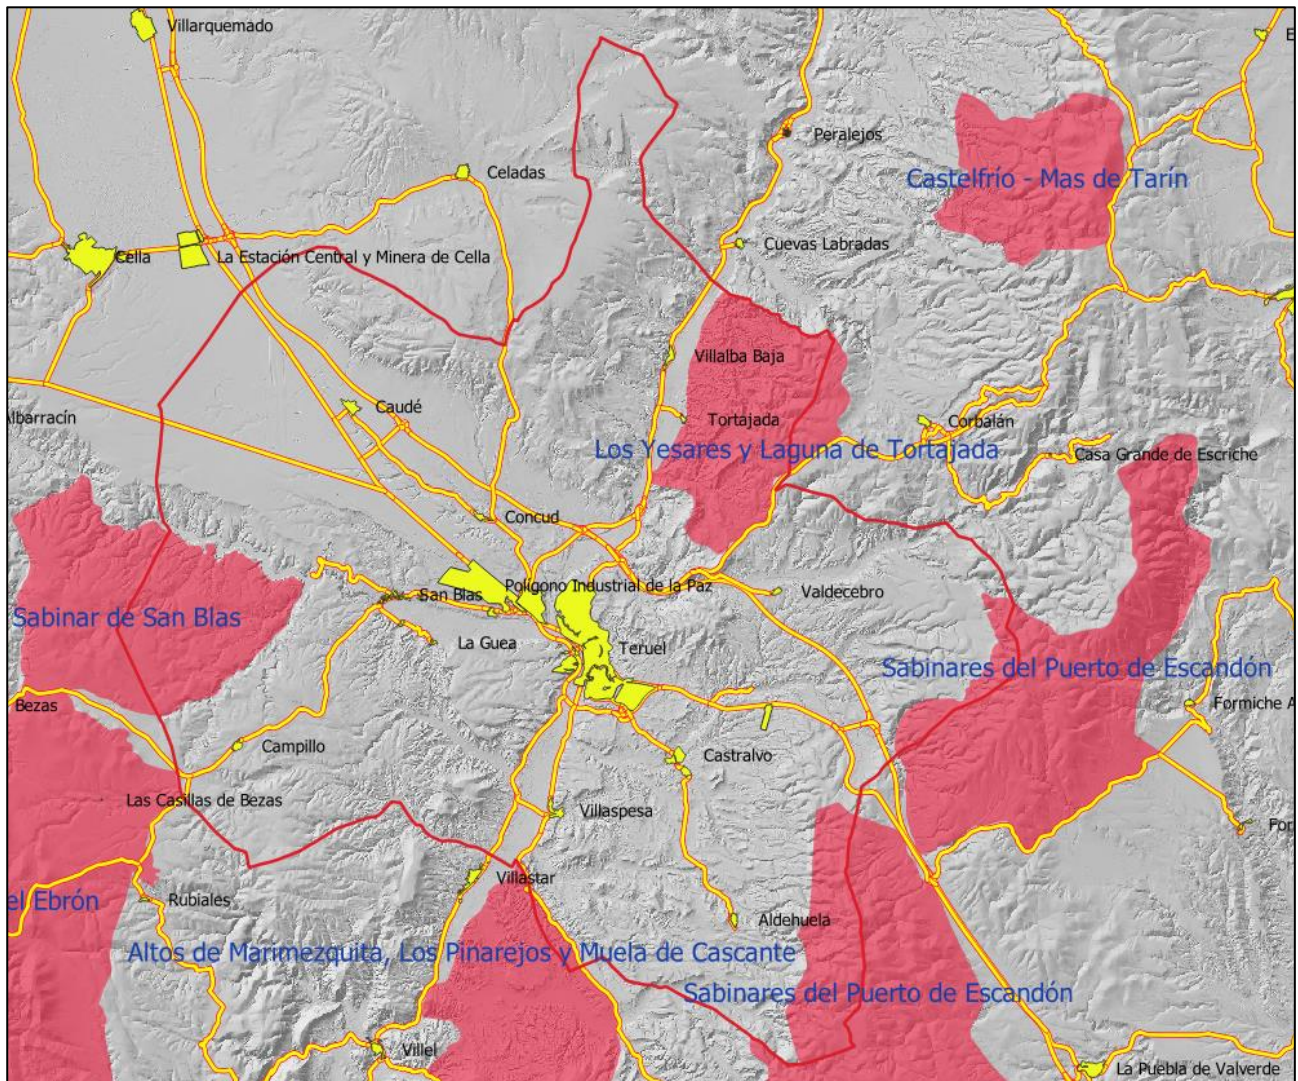 Villarquemado
Peralejos
Celadas
Castelfrío - Mas de Tarín
Cuevas Labradas
Cella
La Estación Central y Minera de Cella
Villalba Baja
Caudé
Albarracín
Tortajada
Corbalán
Los Yesares y Laguna de Tortajada
Casa Grande de Escriche
Concud
Polígono Industrial de la Paz
San Blas
Valdecebro
Sabinar de San Blas
La Guea
Teruel
Sabinares del Puerto de Escandón
Bezas
Formiche A
Campillo
Castralvo
Las Casillas de Bezas
Villaspesa
For
Villastar
el Ebrón
Rubiales
Aldehuela
Altos de Marimezquita, Los Pinarejos y Muela de Cascante
Sabinares del Puerto de Escandón
Villel
La Puebla de Valverde